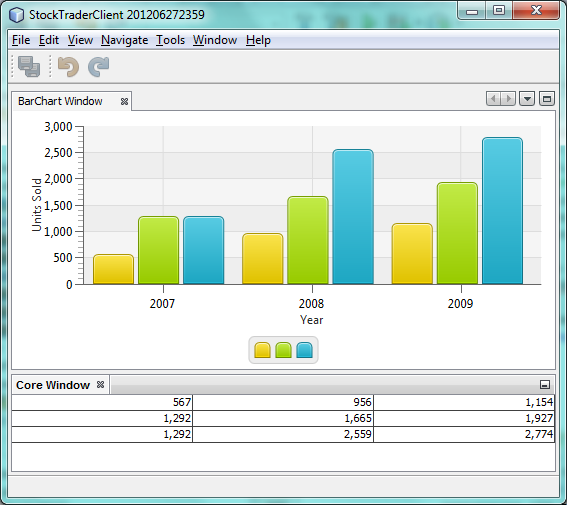 StockTraderClient 201206272359
File Edit View Navigate Tools Window Help
BarChart Window
3,000
2,500
2,000
1,500
1,000
500
0
Units Sold
2007 2008 2009
Year
Core Window
567 956 1,154
1,292 1,665 1,927
1,292 2,559 2,774